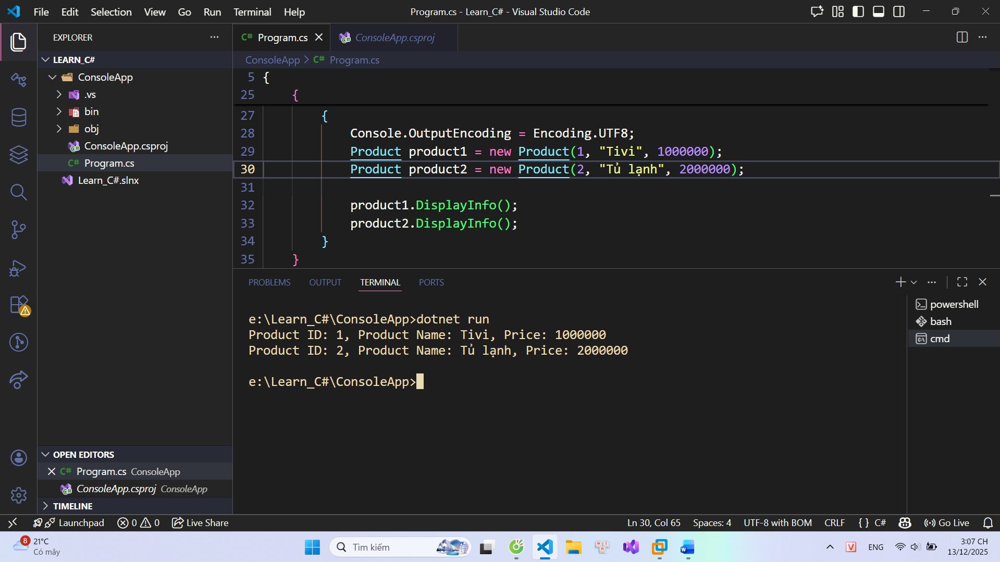 File Edit Selection View Go Run Terminal Help
Program.cs - Learn_C# - Visual Studio Code
EXPLORER
LEARN_C#
ConsoleApp
.vs
bin
obj
ConsoleApp.csproj
C# Program.cs
Learn_C#.slnx
C# Program.cs
ConsoleApp.csproj
ConsoleApp > C# Program.cs
5 {
25 {
27 {
28 Console.OutputEncoding = Encoding.UTF8;
29 Product product1 = new Product(1, "Tivi", 1000000);
30 Product product2 = new Product(2, "Tủ lạnh", 2000000);
31
32 product1.DisplayInfo();
33 product2.DisplayInfo();
34 }
35 }
PROBLEMS OUTPUT TERMINAL PORTS
e:\Learn_C#\ConsoleApp>dotnet run
Product ID: 1, Product Name: Tivi, Price: 1000000
Product ID: 2, Product Name: Tủ lạnh, Price: 2000000
e:\Learn_C#\ConsoleApp>
powershell
bash
cmd
OPEN EDITORS
C# Program.cs ConsoleApp
ConsoleApp.csproj ConsoleApp
TIMELINE
Launchpad 0 0 Live Share
Ln 30, Col 65 Spaces: 4 UTF-8 with BOM CRLF { } C# Go Live
8
21°C
Có mây
Tìm kiếm
V
ENG
3:07 CH
13/12/2025